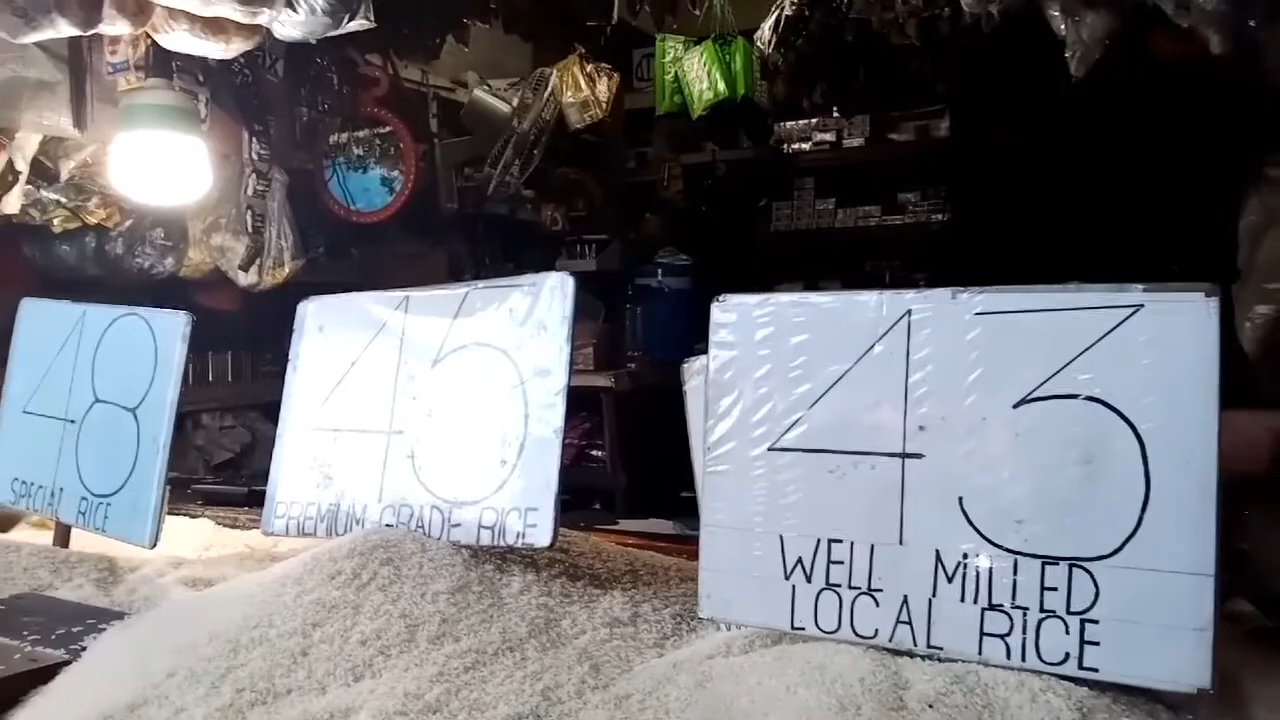 48
SPECIAL RICE
45
PREMIUM GRADE RICE
43
WELL MILLED
LOCAL RICE